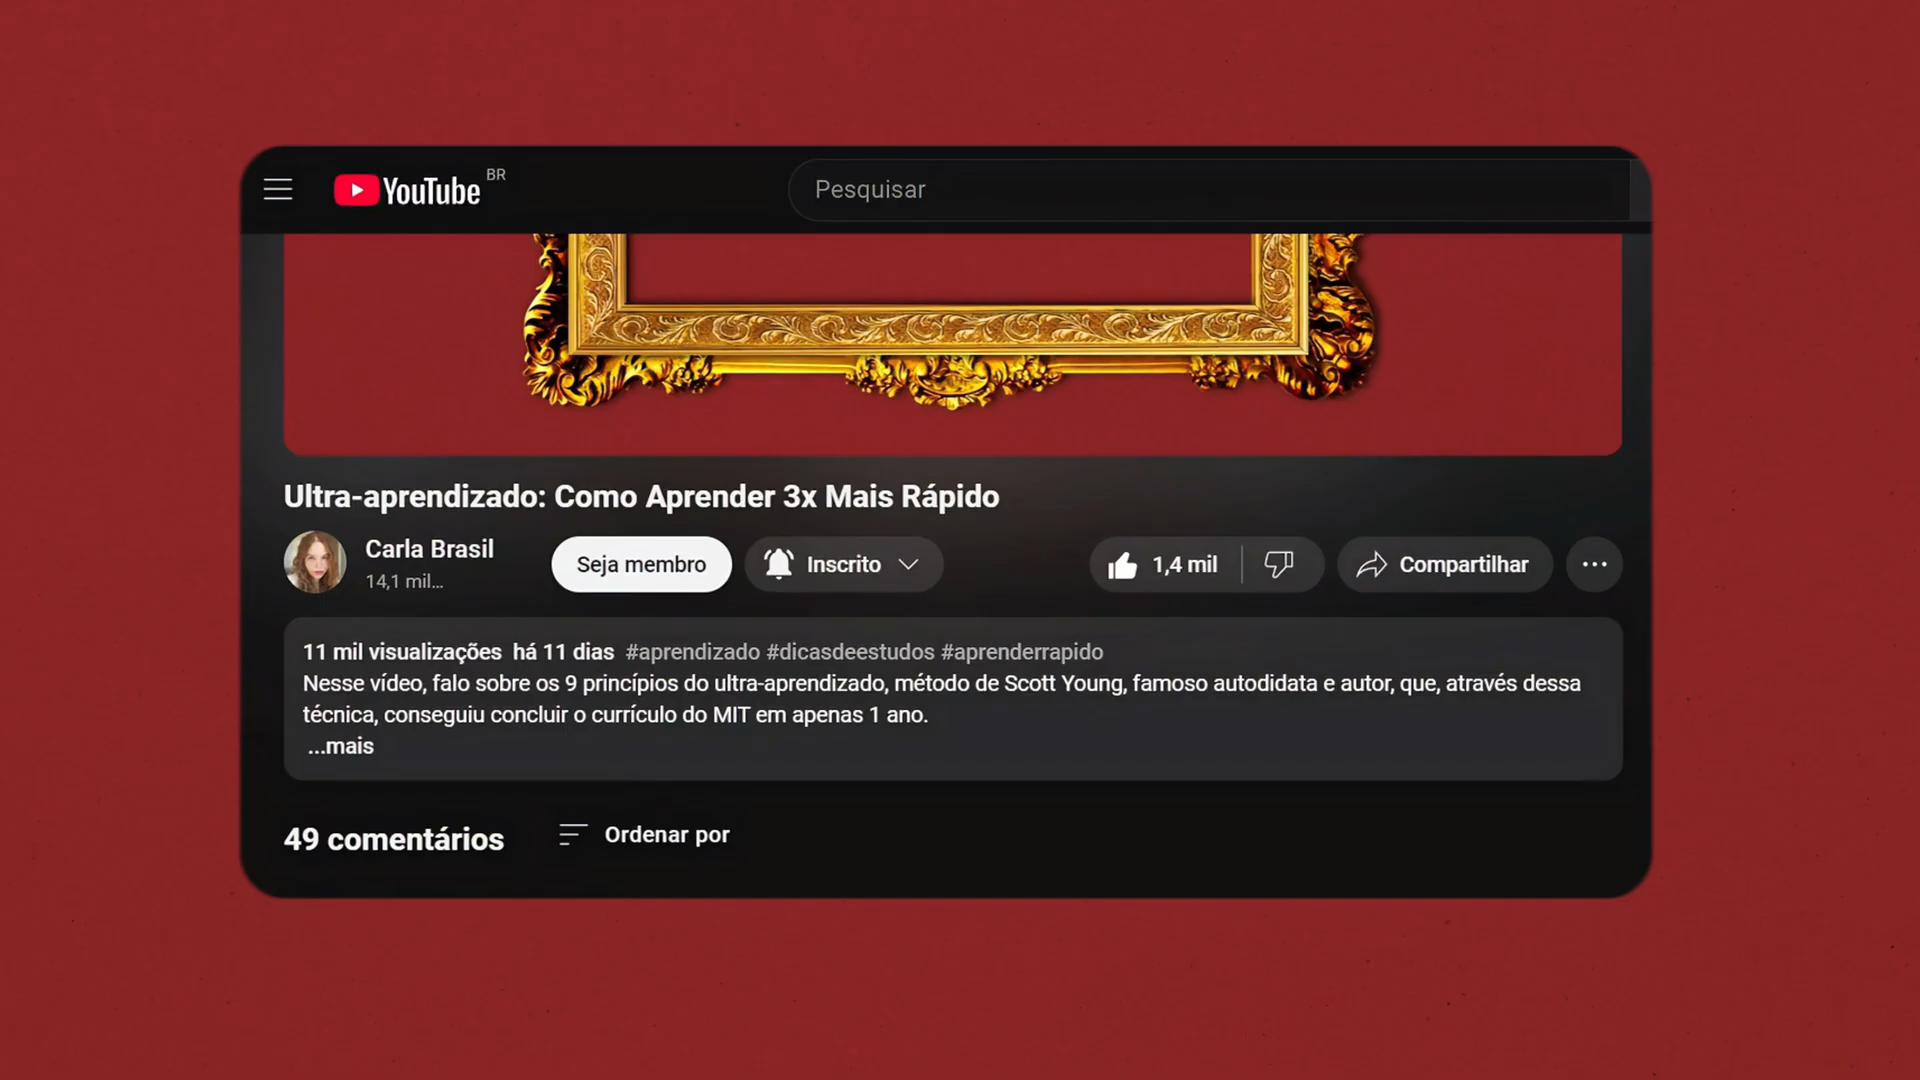 YouTube BR
Pesquisar
Ultra-aprendizado: Como Aprender 3x Mais Rápido
Carla Brasil
14,1 mil...
Seja membro
Inscrito
1,4 mil
Compartilhar
11 mil visualizações há 11 dias #aprendizado #dicasdeestudos #aprenderrapido
Nesse vídeo, falo sobre os 9 princípios do ultra-aprendizado, método de Scott Young, famoso autodidata e autor, que, através dessa
técnica, conseguiu concluir o currículo do MIT em apenas 1 ano.
...mais
49 comentários
Ordenar por